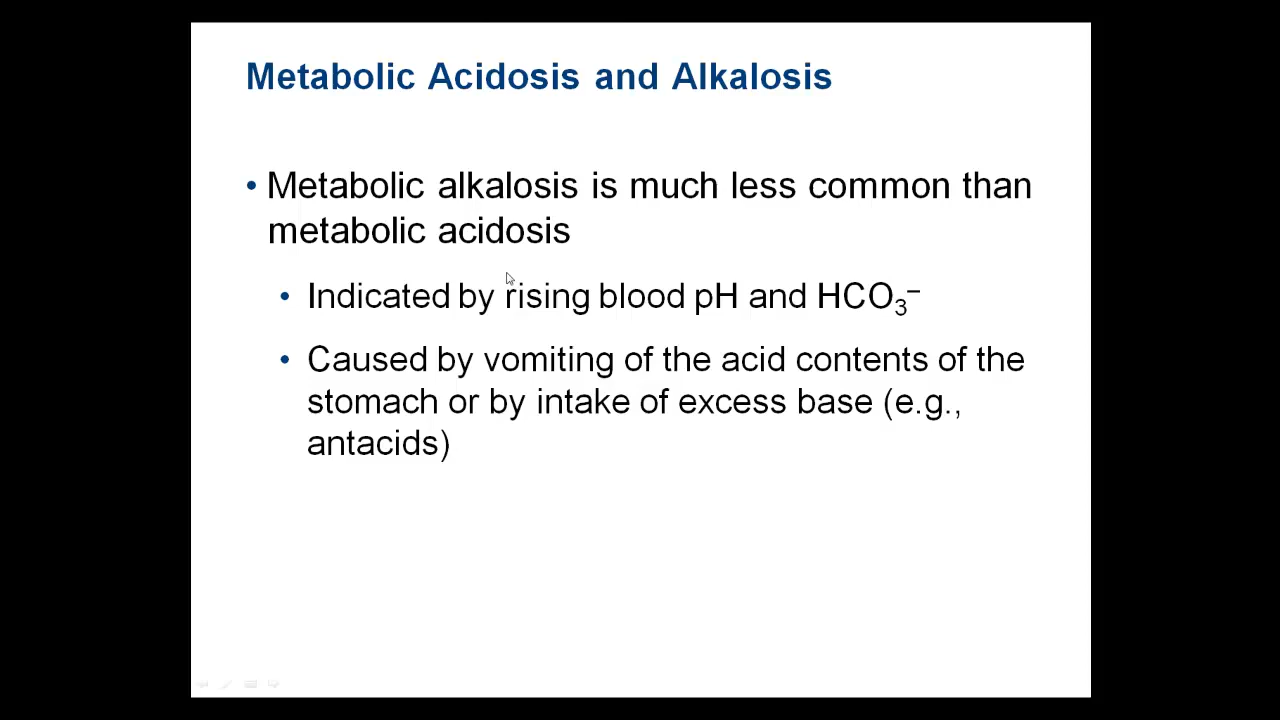 Metabolic Acidosis and Alkalosis
• Metabolic alkalosis is much less common than
metabolic acidosis
• Indicated by rising blood pH and HCO₃⁻
• Caused by vomiting of the acid contents of the
stomach or by intake of excess base (e.g.,
antacids)